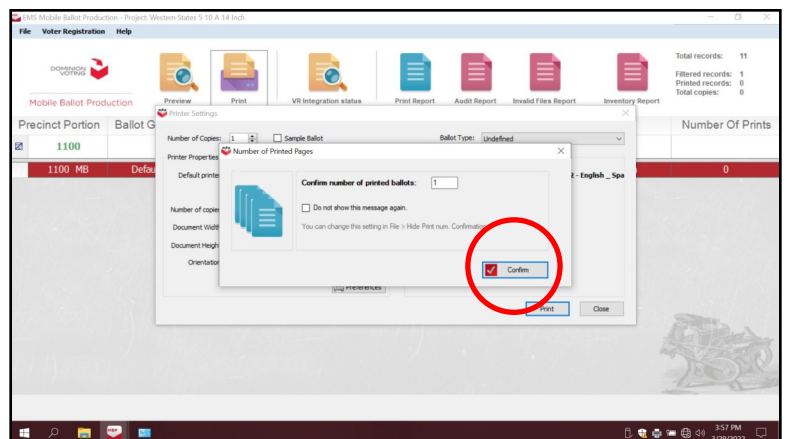 EMS Mobile Ballot Production - Project: Western States 5 10 A 14 Inch
File Voter Registration Help
DOMINION VOTING
Mobile Ballot Production
Preview
Print
VR Integration status
Print Report
Audit Report
Invalid Files Report
Inventory Report
Total records: 11
Filtered records: 1
Printed records: 0
Total copies: 0
Precinct Portion Ballot G Number Of Prints
1100
1100 MB Defau 0
Printer Settings
Number of Copies: 1 Sample Ballot Ballot Type: Undefined
Printer Properties
Default printe
2 - English _ Spa
Number of copie
Document Width
Document Heigh
Orientation
Number of Printed Pages
Confirm number of printed ballots: 1
Do not show this message again.
You can change this setting in File > Hide Print num. Confirmation
Confirm
Preferences
Print Close
MBP
3:57 PM